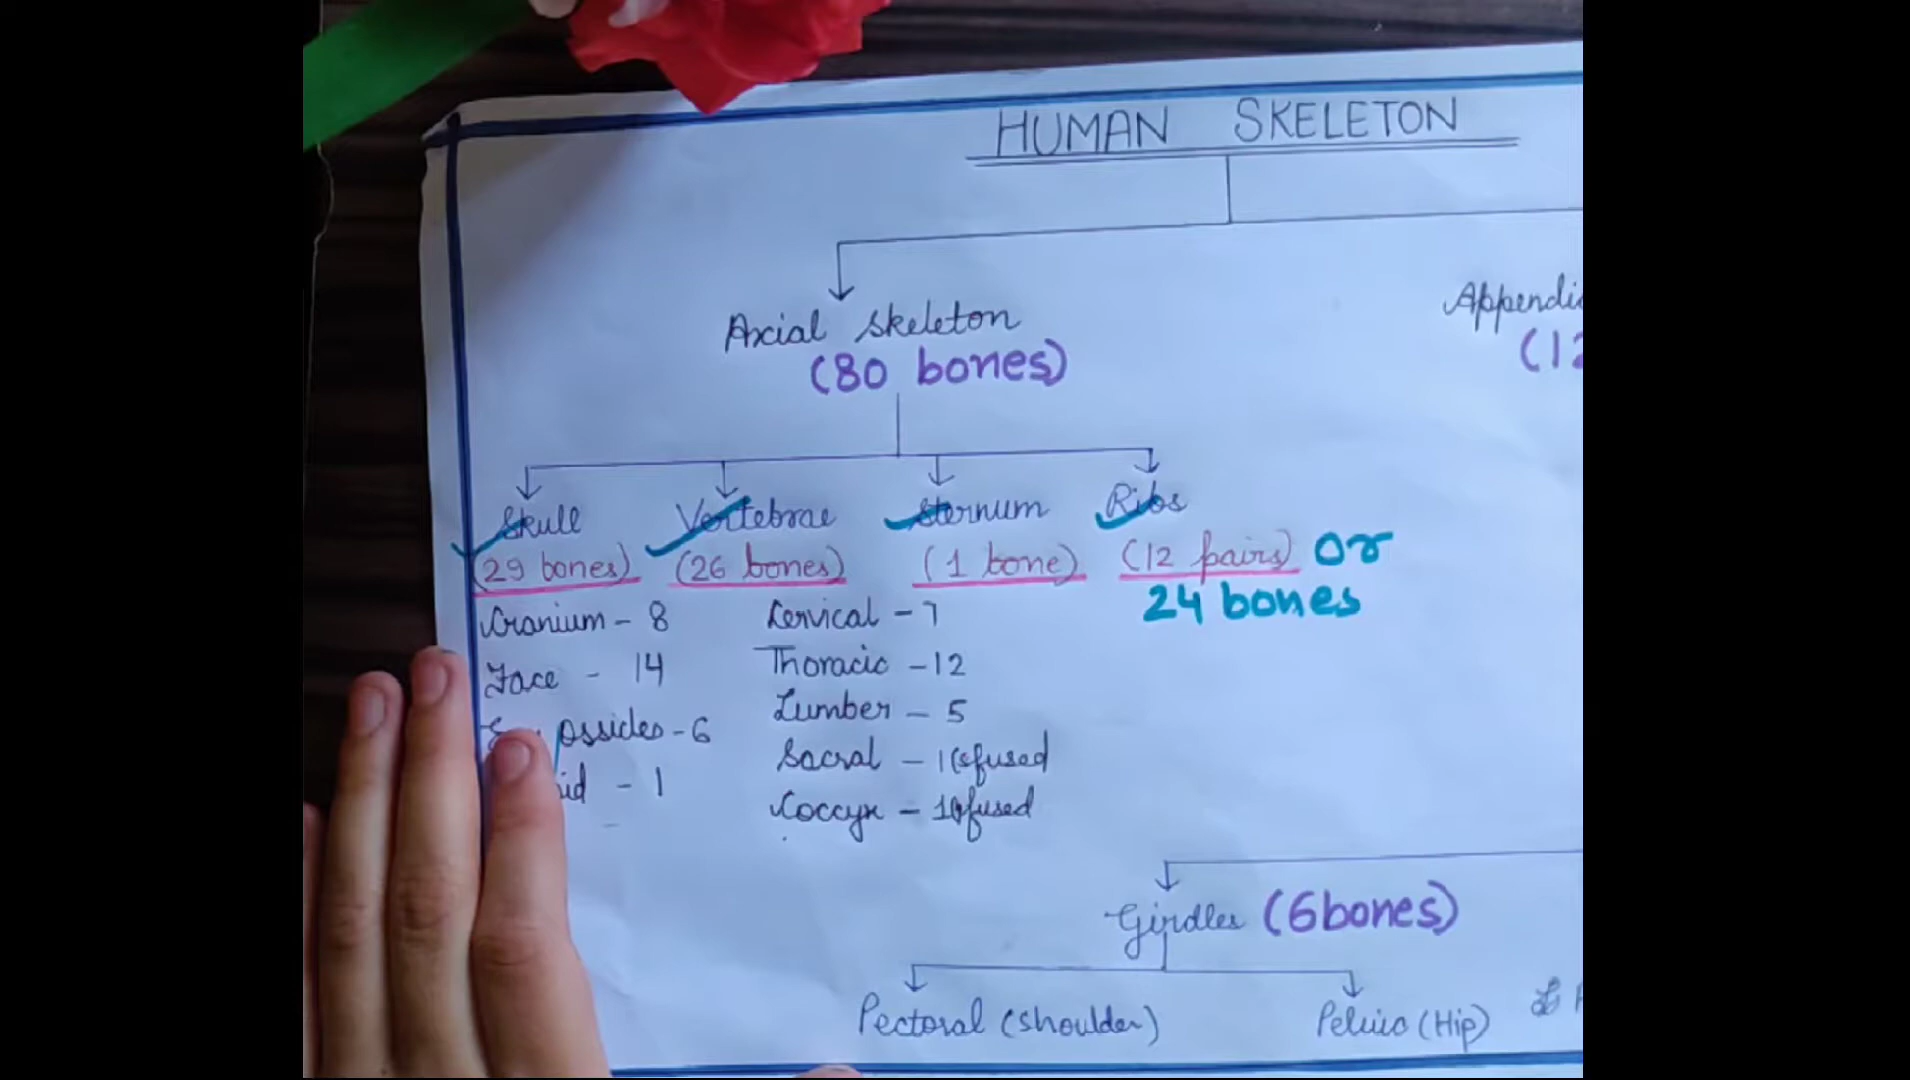 HUMAN SKELETON
Axial skeleton
(80 bones)
Skull
(29 bones)
Cranium - 8
Face - 14
Ossicles - 6
- 1
Vertebrae
(26 bones)
Cervical - 7
Thoracic - 12
Lumber - 5
Sacral - 1 fused
Coccyx - 1 fused
Sternum
(1 bone)
Ribs
(12 pairs) or
24 bones
Girdles (6bones)
Pectoral (shoulder)
Pelvic (Hip)